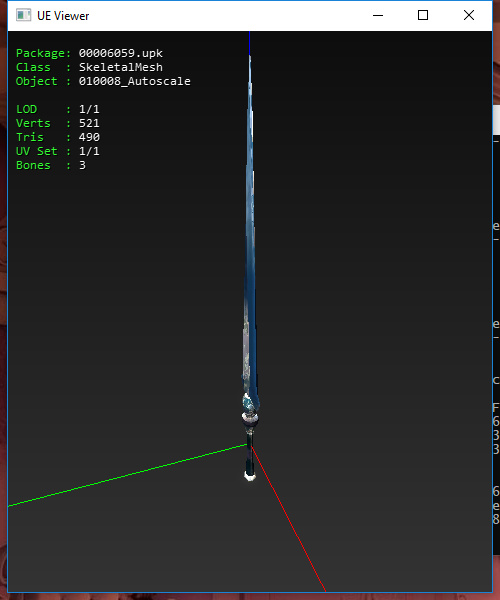 UE Viewer
Package: 00006059.upk
Class : SkeletalMesh
Object : 010008_Autoscale
LOD : 1/1
Verts : 521
Tris : 490
UV Set : 1/1
Bones : 3
e
e
c
F
6
3
3
6
e
8